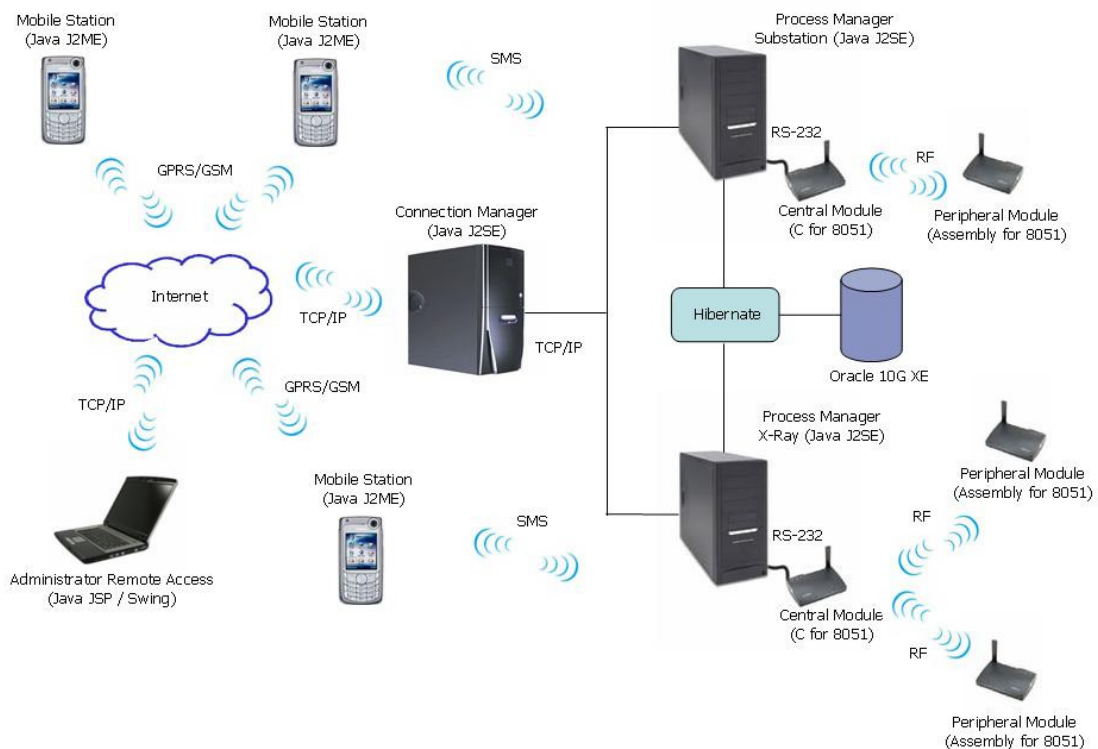 Mobile Station
(Java J2ME)
Mobile Station
(Java J2ME)
SMS
Process Manager
Substation (Java J2SE)
RS-232
RF
GPRS/GSM
Central Module
(C for 8051)
Peripheral Module
(Assembly for 8051)
Connection Manager
(Java J2SE)
Internet
TCP/IP
TCP/IP
Hibernate
Oracle 10G XE
TCP/IP
GPRS/GSM
Process Manager
X-Ray (Java J2SE)
Peripheral Module
(Assembly for 8051)
Mobile Station
(Java J2ME)
SMS
RS-232
RF
Administrator Remote Access
(Java JSP / Swing)
Central Module
(C for 8051)
RF
Peripheral Module
(Assembly for 8051)